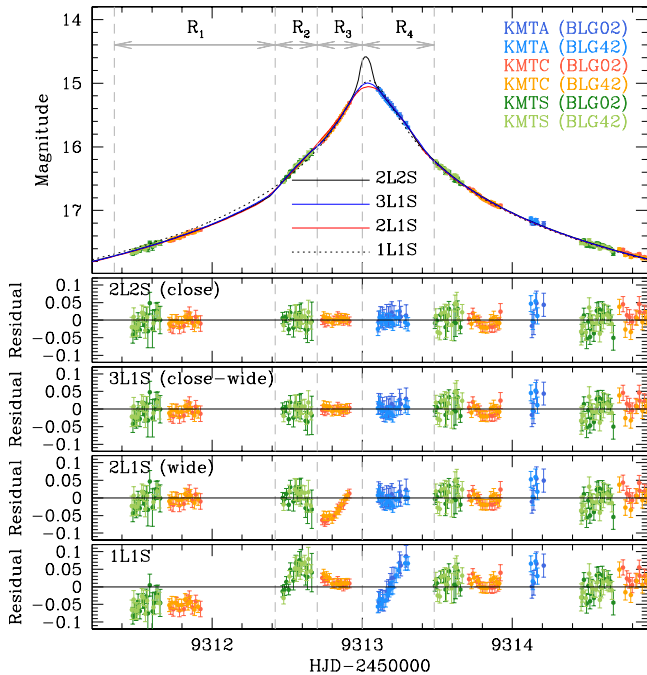 R1 R2 R3 R4
KMTA (BLG02)
KMTA (BLG42)
KMTC (BLG02)
KMTC (BLG42)
KMTS (BLG02)
KMTS (BLG42)
14
15
16
17
Magnitude
2L2S
3L1S
2L1S
1L1S
2L2S (close)
0.1
0.05
0
−0.05
−0.1
Residual
3L1S (close−wide)
0.1
0.05
0
−0.05
−0.1
Residual
2L1S (wide)
0.1
0.05
0
−0.05
−0.1
Residual
1L1S
0.1
0.05
0
−0.05
−0.1
Residual
9312 9313 9314
HJD−2450000